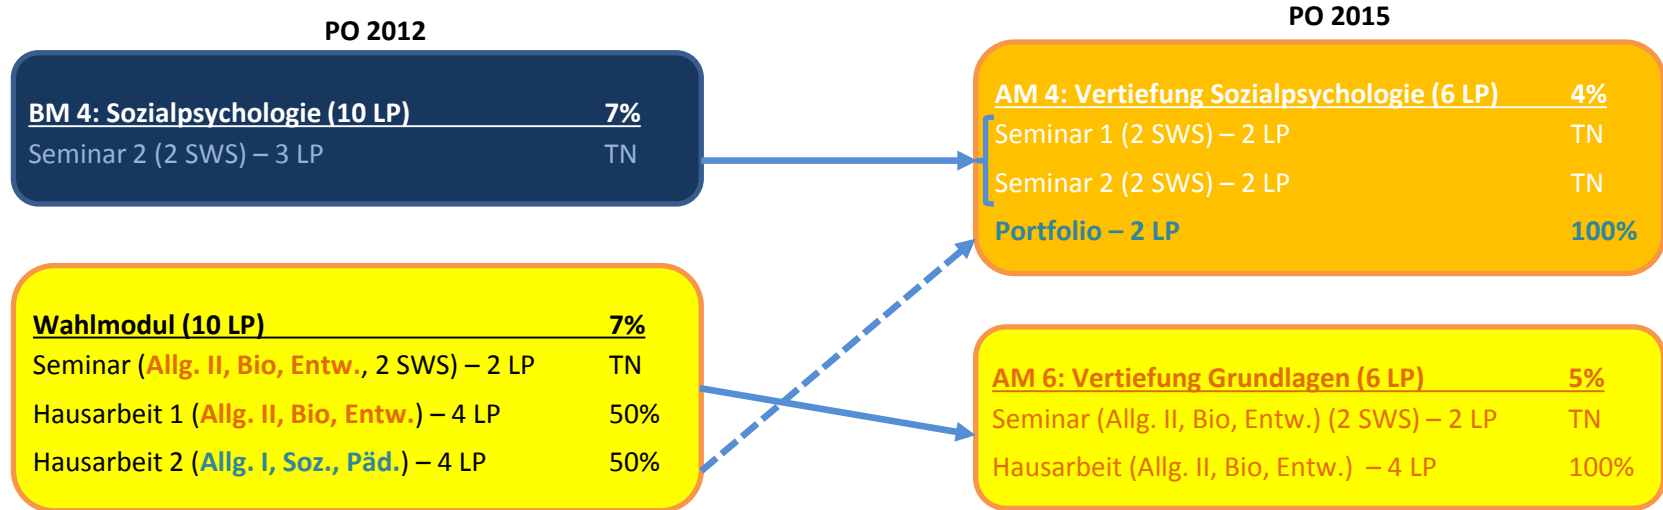 PO 2012
BM 4: Sozialpsychologie (10 LP) 7%
Seminar 2 (2 SWS) – 3 LP TN
Wahlmodul (10 LP) 7%
Seminar (Allg. II, Bio, Entw., 2 SWS) – 2 LP TN
Hausarbeit 1 (Allg. II, Bio, Entw.) – 4 LP 50%
Hausarbeit 2 (Allg. I, Soz., Päd.) – 4 LP 50%
PO 2015
AM 4: Vertiefung Sozialpsychologie (6 LP) 4%
Seminar 1 (2 SWS) – 2 LP TN
Seminar 2 (2 SWS) – 2 LP TN
Portfolio – 2 LP 100%
AM 6: Vertiefung Grundlagen (6 LP) 5%
Seminar (Allg. II, Bio, Entw.) (2 SWS) – 2 LP TN
Hausarbeit (Allg. II, Bio, Entw.) – 4 LP 100%